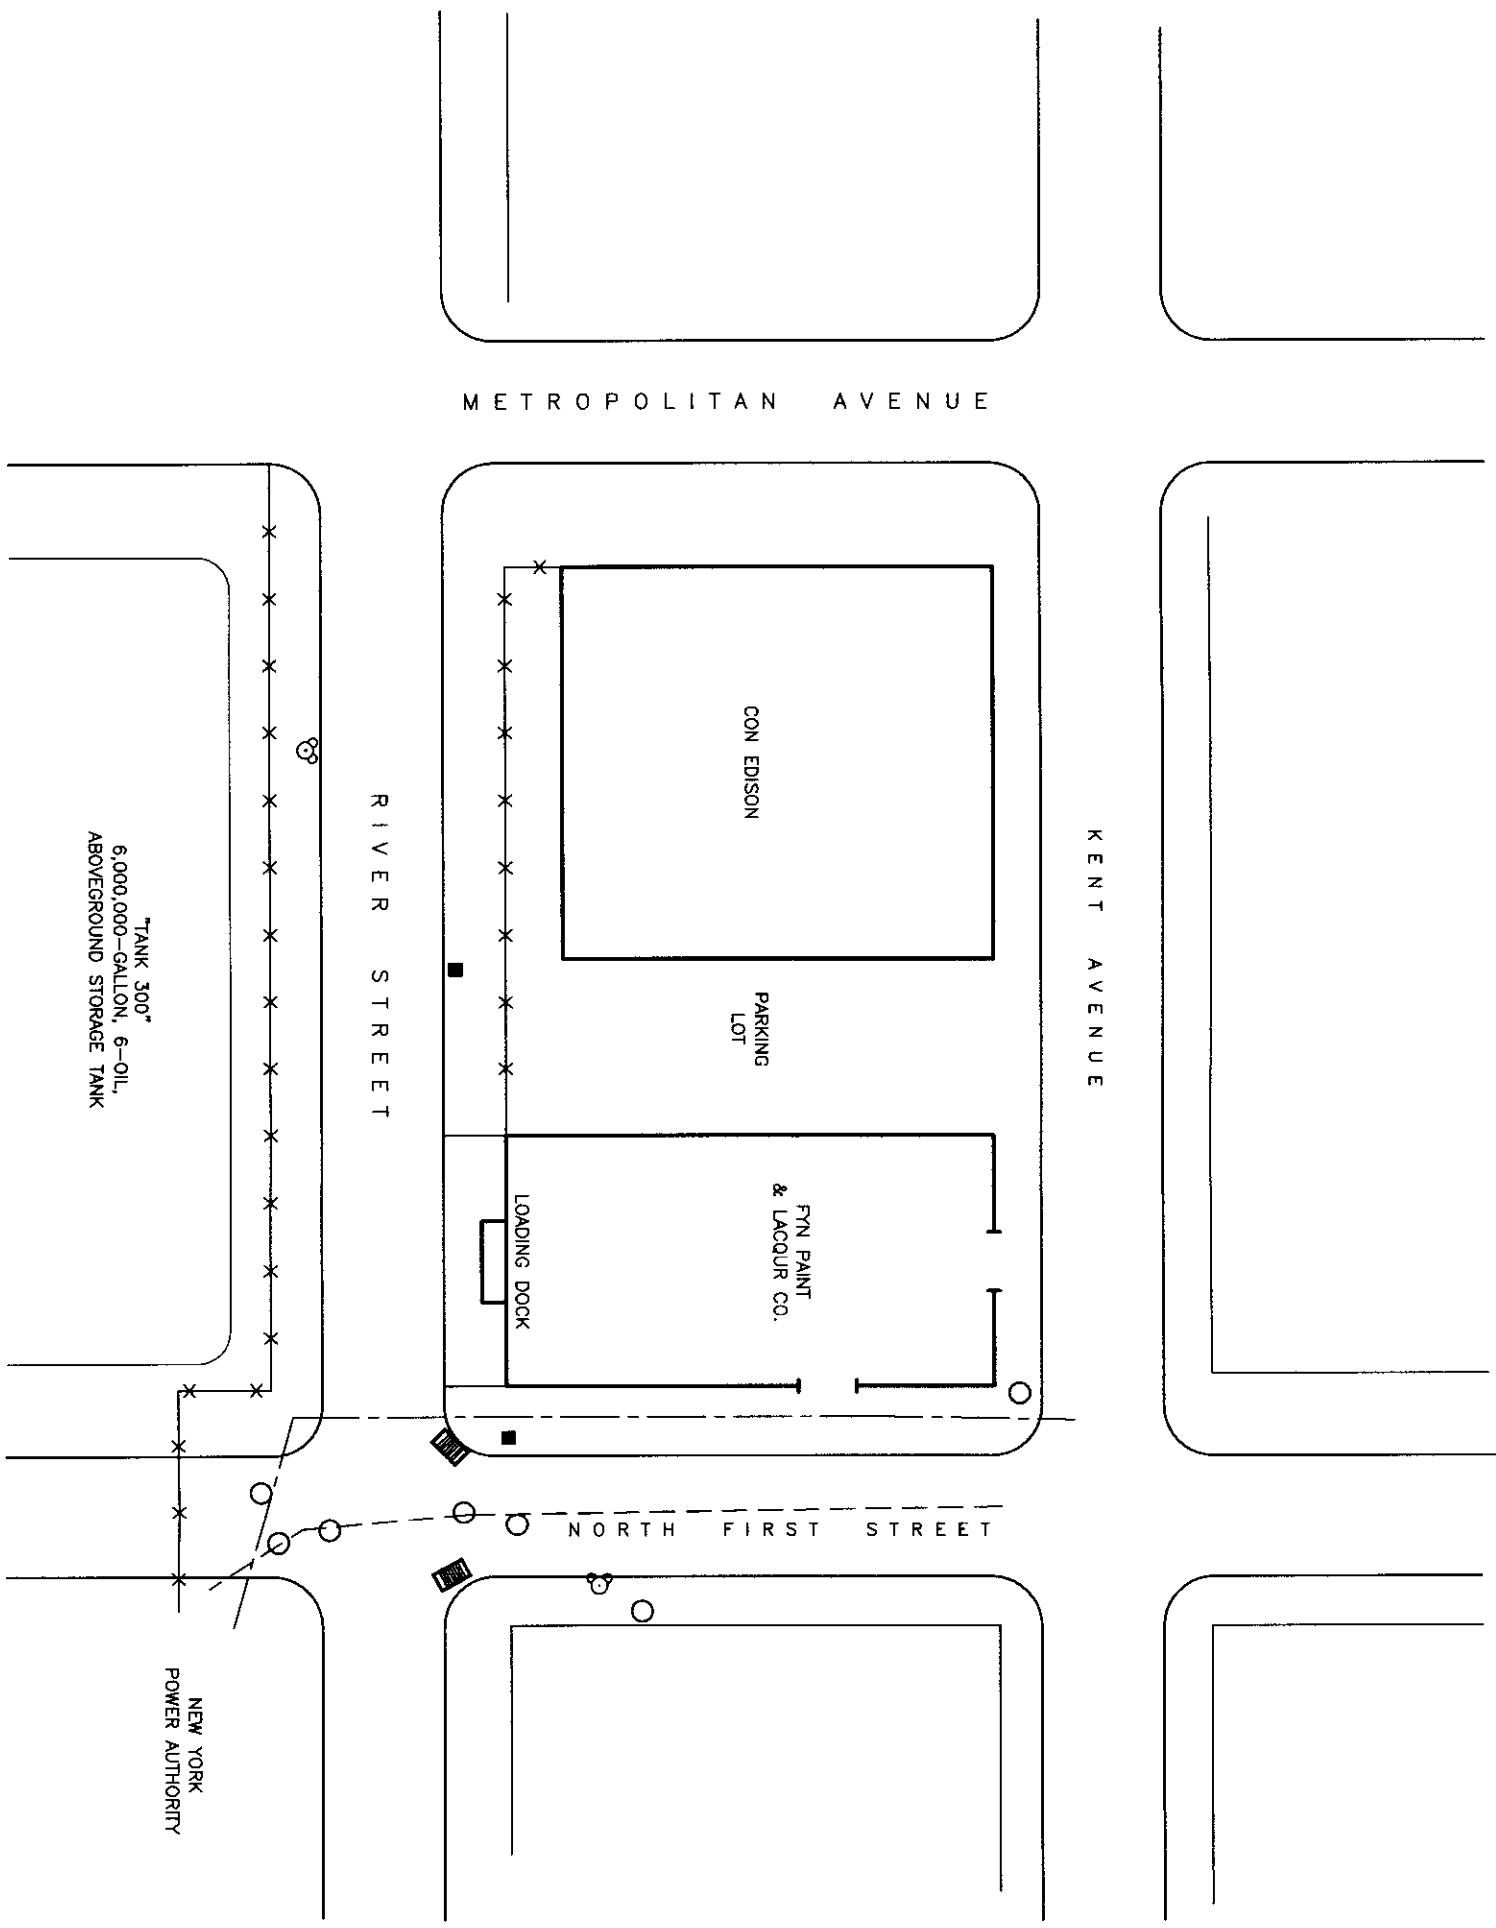 METROPOLITAN AVENUE
CON EDISON
KENT AVENUE
RIVER STREET
"TANK 300"
6,000,000-GALLON, 6-OIL,
ABOVEGROUND STORAGE TANK
PARKING
LOT
FYN PAINT
& LACQUR CO.
LOADING DOCK
NORTH FIRST STREET
NEW YORK
POWER AUTHORITY